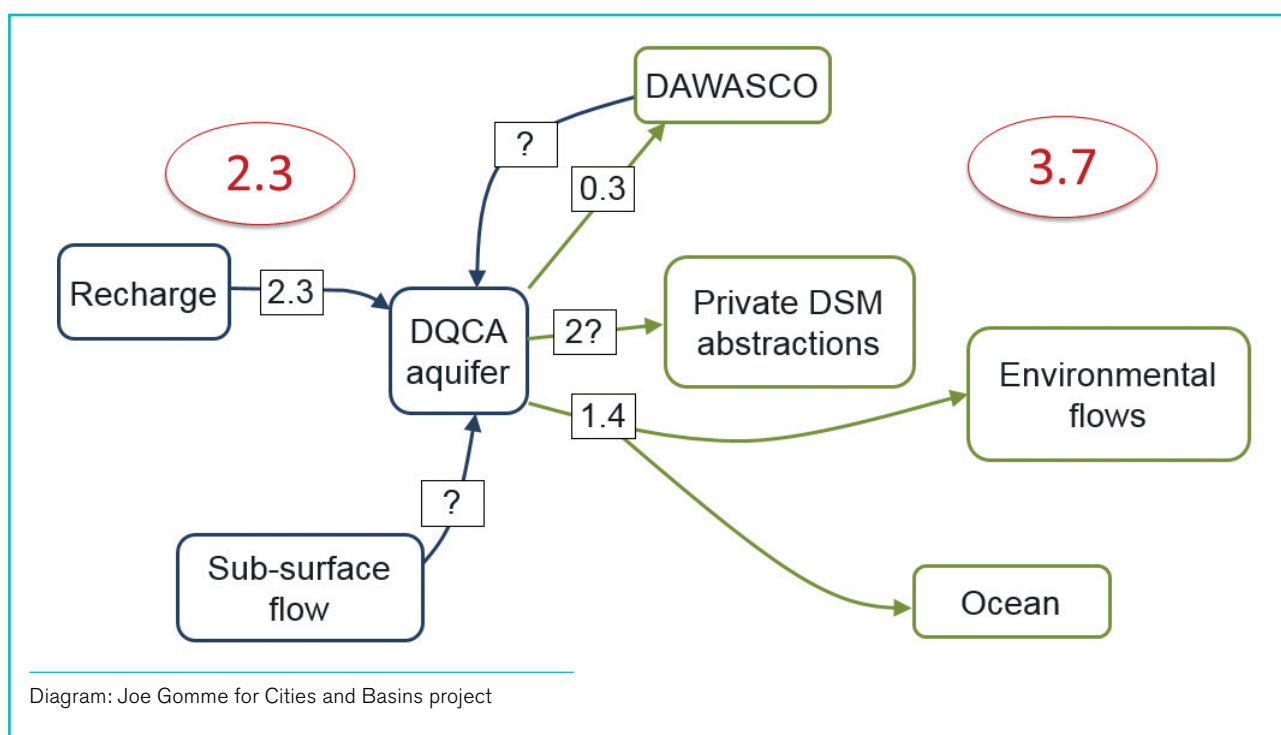 DAWASCO
?
2.3
3.7
0.3
Recharge
2.3
DQCA
aquifer
2?
Private DSM
abstractions
1.4
Environmental
flows
?
Sub-surface
flow
Ocean
Diagram: Joe Gomme for Cities and Basins project